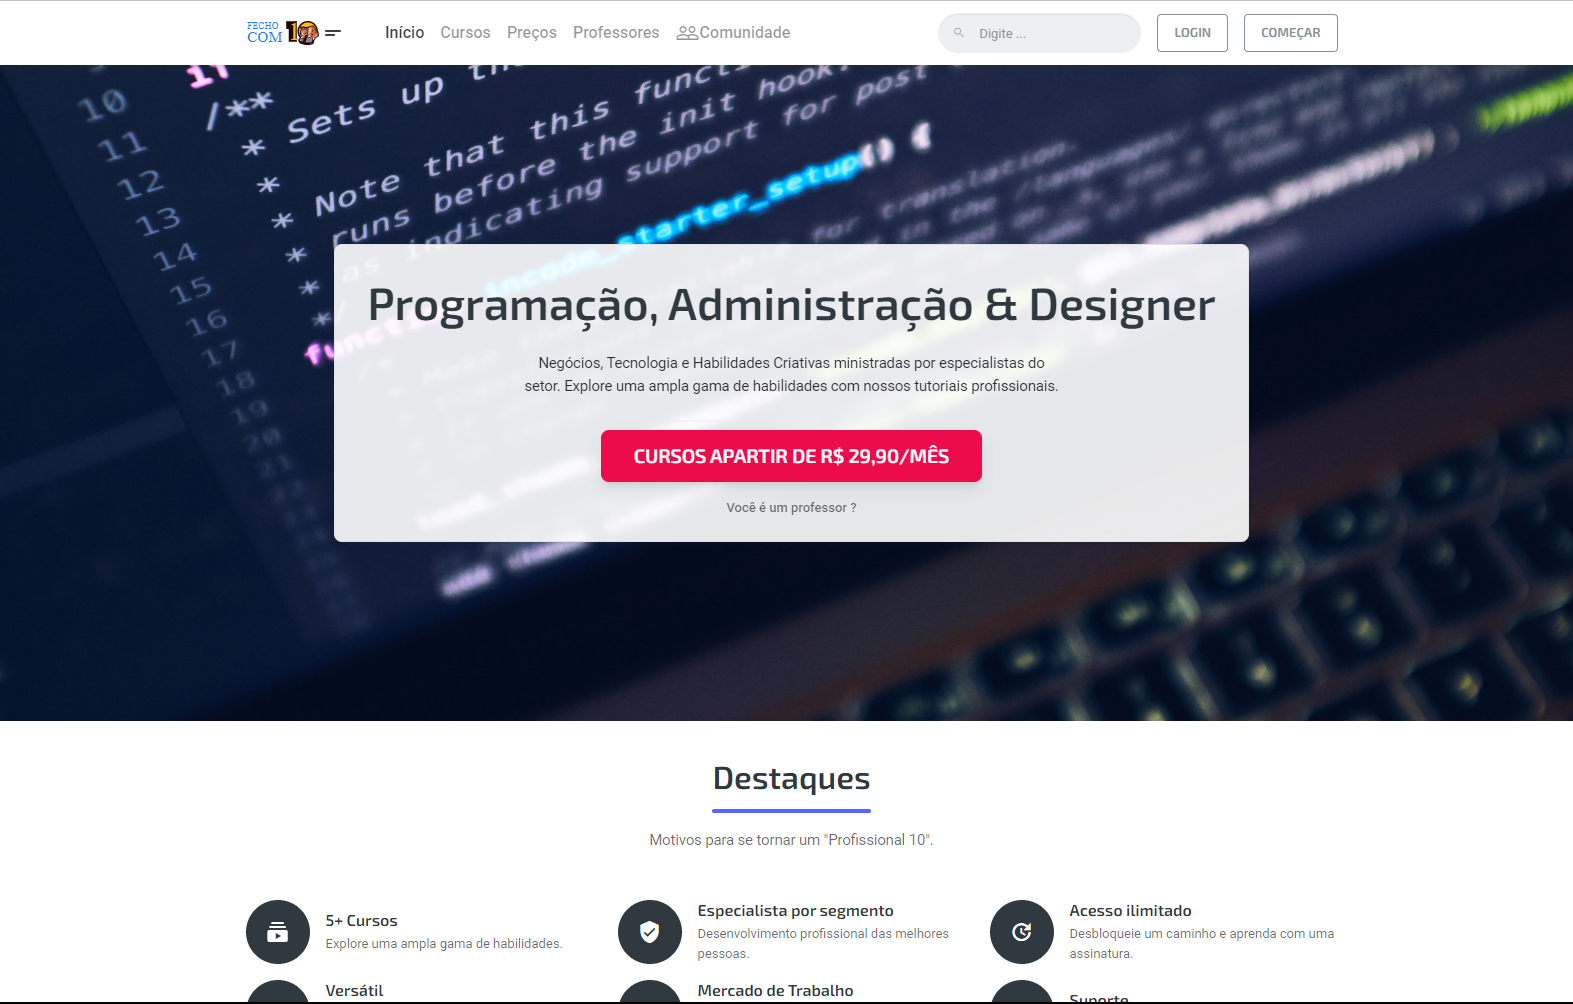 FECHO
COM 10
Início
Cursos
Preços
Professores
Comunidade
Digite ...
LOGIN
COMEÇAR
10
11
12
13
14
15
16
17
18
19
20
21
22
/**
* Sets up
* Note that this
* runs before the init hook
* as indicating support for post
*/
incode_starter_setup() {
Programação, Administração & Designer
Negócios, Tecnologia e Habilidades Criativas ministradas por especialistas do
setor. Explore uma ampla gama de habilidades com nossos tutoriais profissionais.
CURSOS APARTIR DE R$ 29,90/MÊS
Você é um professor ?
Destaques
Motivos para se tornar um "Profissional 10".
5+ Cursos
Explore uma ampla gama de habilidades.
Especialista por segmento
Desenvolvimento profissional das melhores
pessoas.
Acesso ilimitado
Desbloqueie um caminho e aprenda com uma
assinatura.
Versátil
Mercado de Trabalho
Suporte